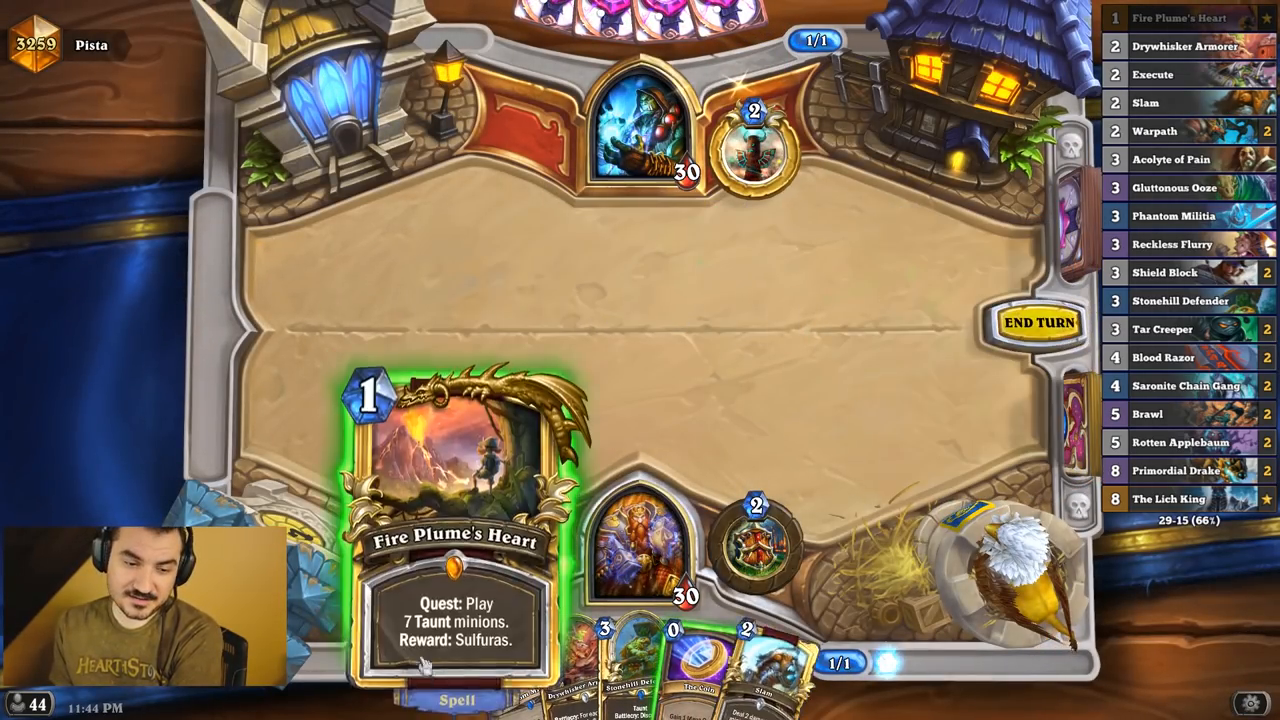 3259 Pista
1/1
2
30
1 Fire Plume's Heart
2 Drywhisker Armorer
2 Execute
2 Slam
2 Warpath 2
3 Acolyte of Pain
3 Gluttonous Ooze
3 Phantom Militia
3 Reckless Flurry
3 Shield Block 2
3 Stonehill Defender
3 Tar Creeper 2
4 Blood Razor 2
4 Saronite Chain Gang 2
5 Brawl 2
5 Rotten Applebaum 2
8 Primordial Drake 2
8 The Lich King
29-15 (66%)
END TURN
1
Fire Plume's Heart
Quest: Play
7 Taunt minions.
Reward: Sulfuras.
Spell
2
30
3
0
2
Drywhisker Ar
Stonehill Def
The Coin
Slam
Taunt
1/1
HEARTHSTON
44 11:44 PM